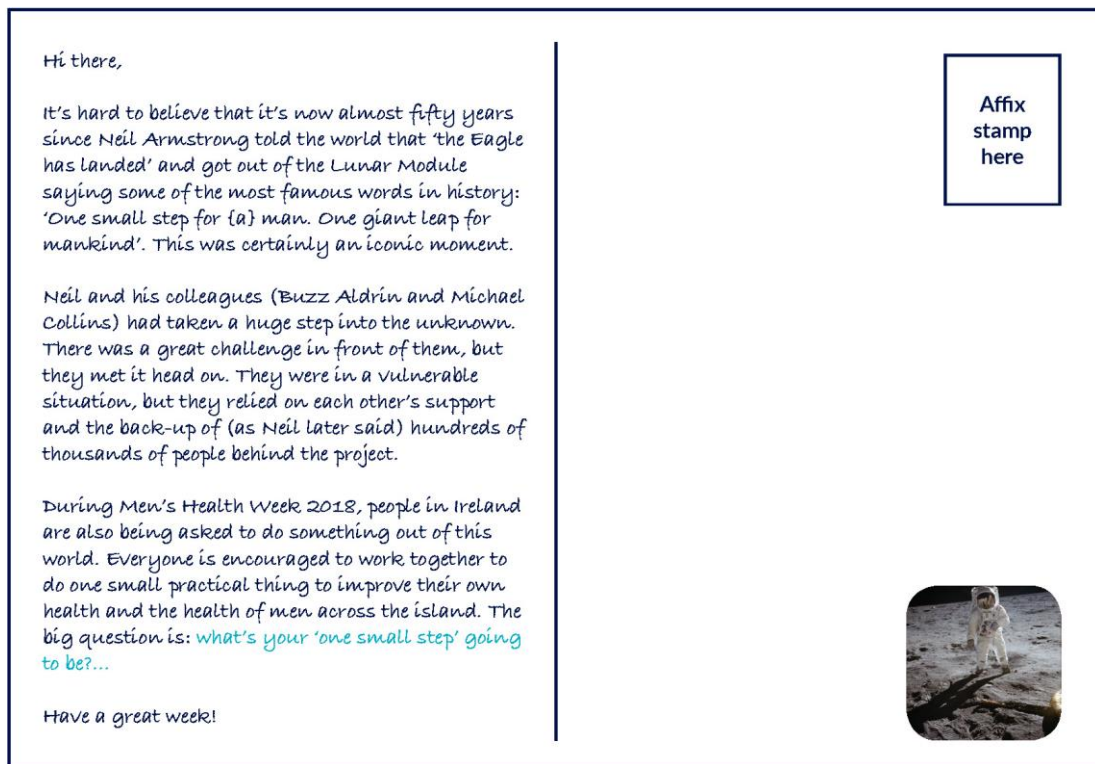 Hi there,
It's hard to believe that it's now almost fifty years
since Neil Armstrong told the world that 'the Eagle
has landed' and got out of the Lunar Module
saying some of the most famous words in history:
'One small step for {a} man. One giant leap for
mankind'. This was certainly an iconic moment.
Neil and his colleagues (Buzz Aldrin and Michael
Collins) had taken a huge step into the unknown.
There was a great challenge in front of them, but
they met it head on. They were in a vulnerable
situation, but they relied on each other's support
and the back-up of (as Neil later said) hundreds of
thousands of people behind the project.
During Men's Health Week 2018, people in Ireland
are also being asked to do something out of this
world. Everyone is encouraged to work together to
do one small practical thing to improve their own
health and the health of men across the island. The
big question is: what's your 'one small step' going
to be?...
Have a great week!
Affix
stamp
here